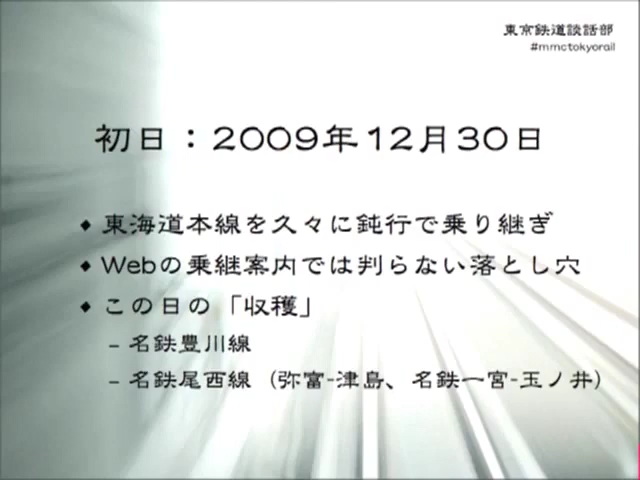 東京鉄道談話部
#mmctokyorail
初日：2009年12月30日
◆ 東海道本線を久々に鈍行で乗り継ぎ
◆ Webの乗継案内では判らない落とし穴
◆ この日の「収穫」
– 名鉄豊川線
– 名鉄尾西線（弥富-津島、名鉄一宮-玉ノ井）